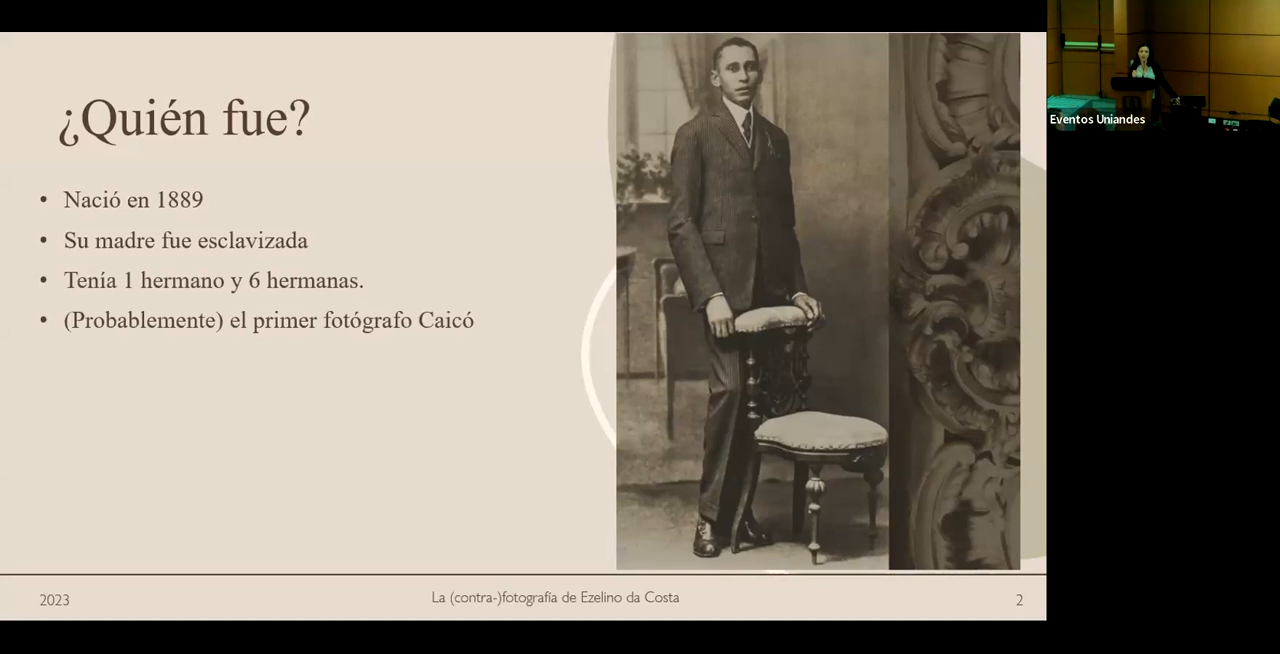 ¿Quién fue?
• Nació en 1889
• Su madre fue esclavizada
• Tenía 1 hermano y 6 hermanas.
• (Probablemente) el primer fotógrafo Caicó
2023
La (contra-)fotografía de Ezelino da Costa
2
Eventos Uniandes